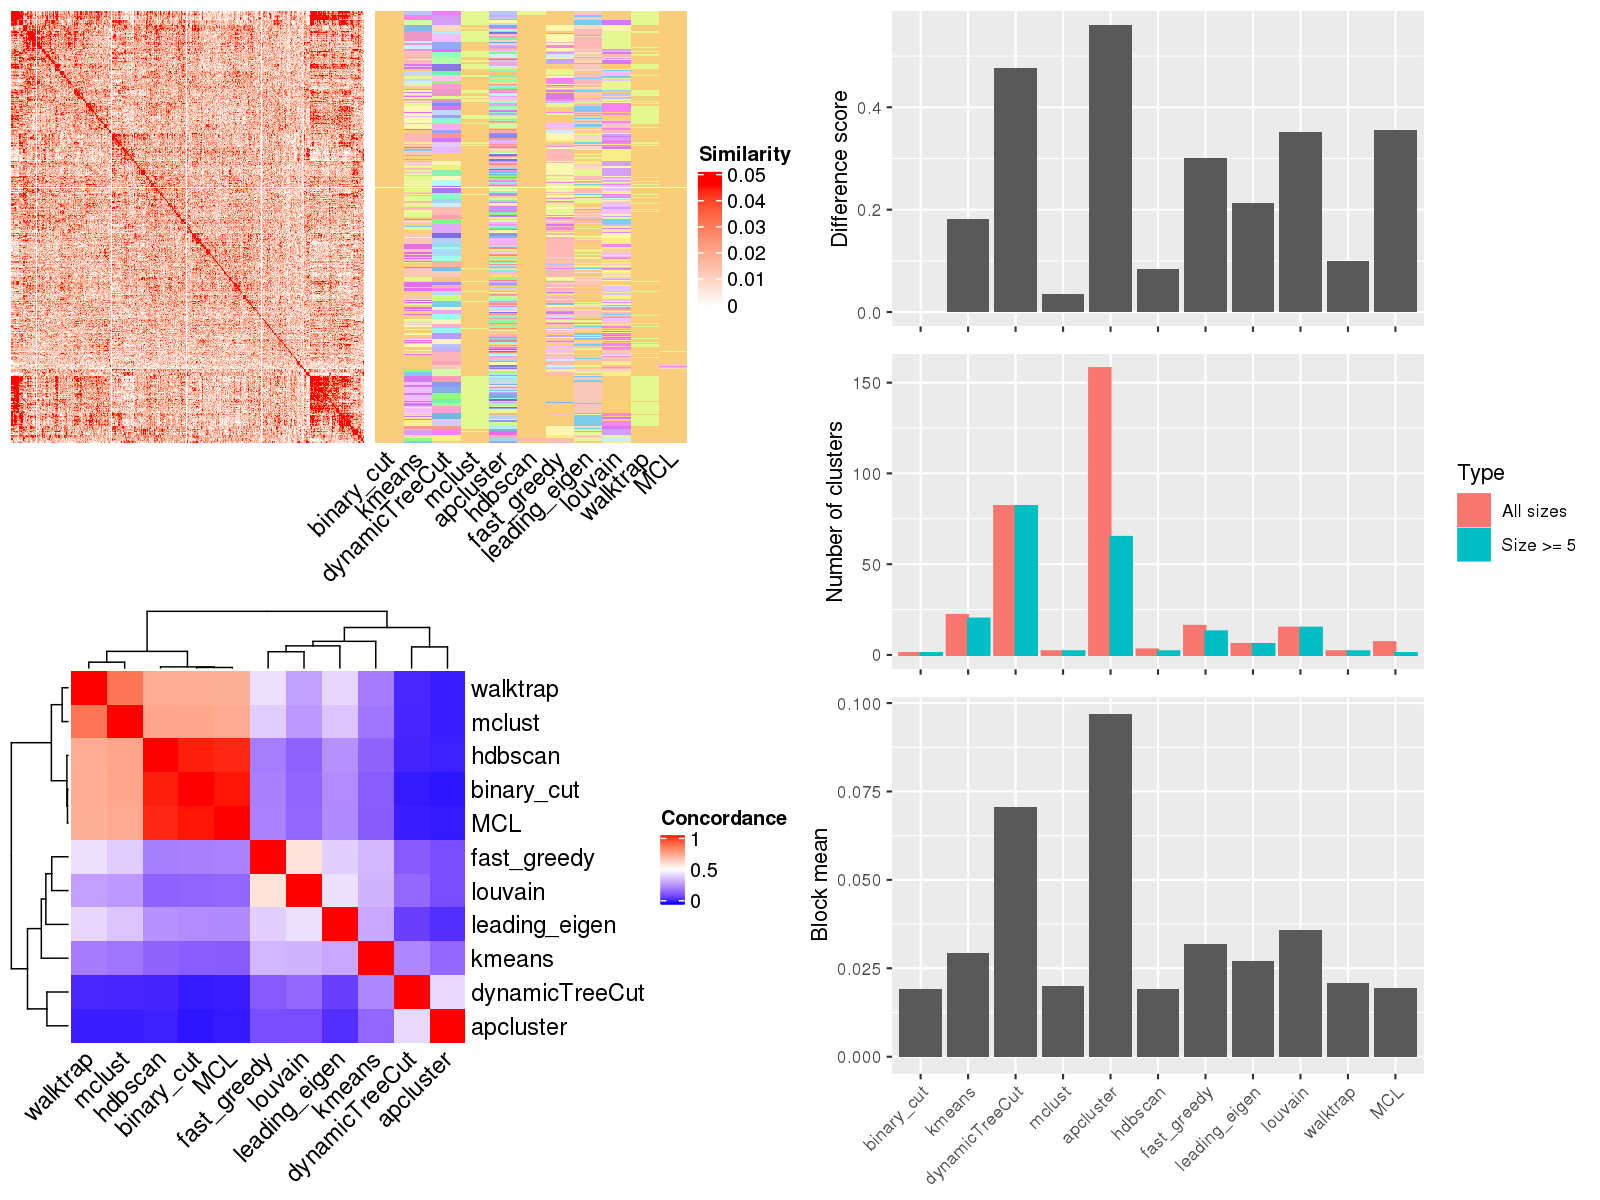 Similarity
0.05
0.04
0.03
0.02
0.01
0
binary_cut
kmeans
dynamicTreeCut
mclust
apcluster
hdbscan
fast_greedy
leading_eigen
louvain
walktrap
MCL
walktrap
mclust
hdbscan
binary_cut
MCL
fast_greedy
louvain
leading_eigen
kmeans
dynamicTreeCut
apcluster
Concordance
1
0.5
0
walktrap
mclust
hdbscan
binary_cut
MCL
fast_greedy
louvain
leading_eigen
kmeans
dynamicTreeCut
apcluster
Difference score
0.4
0.2
0.0
Number of clusters
150
100
50
0
Type
All sizes
Size >= 5
Block mean
0.100
0.075
0.050
0.025
0.000
binary_cut
kmeans
dynamicTreeCut
mclust
apcluster
hdbscan
fast_greedy
leading_eigen
louvain
walktrap
MCL